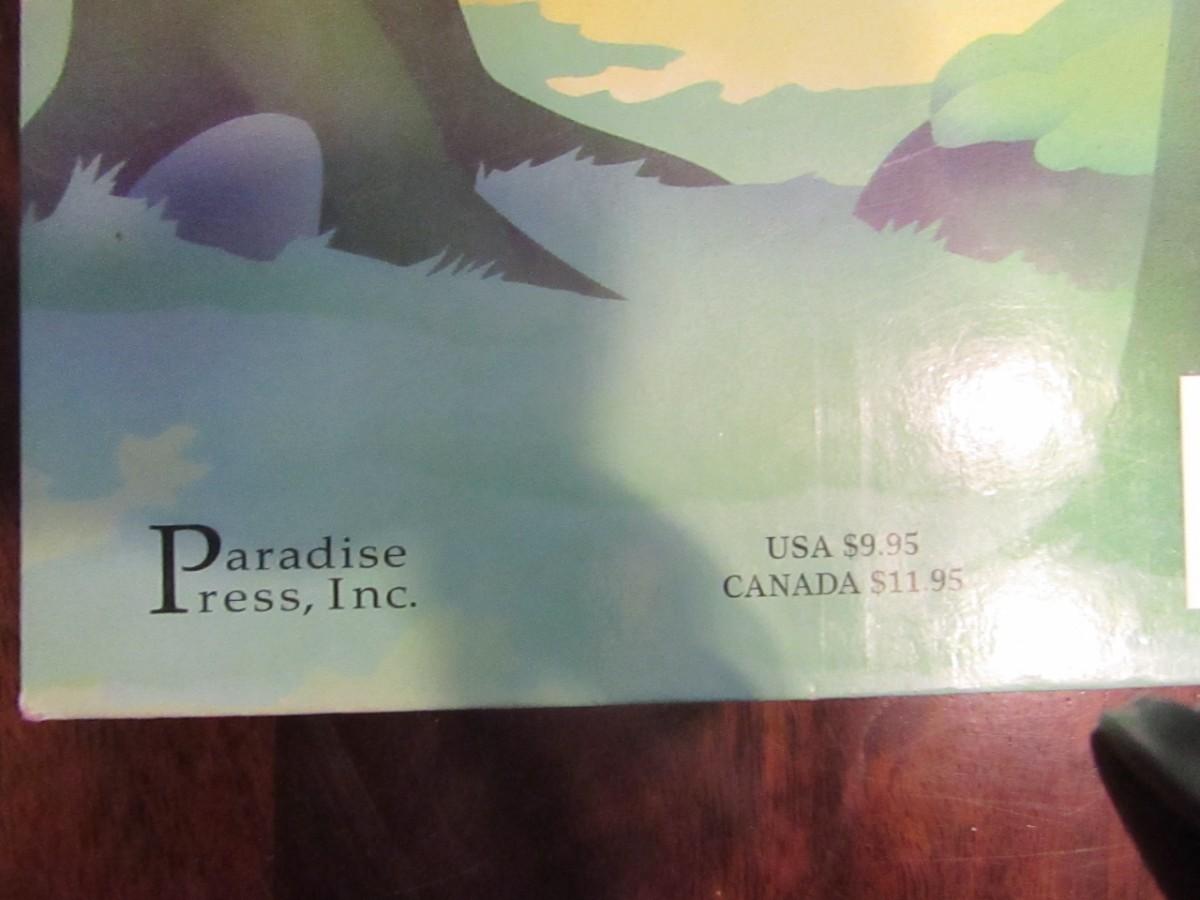 Paradise
Press, Inc.
USA $9.95
CANADA $11.95